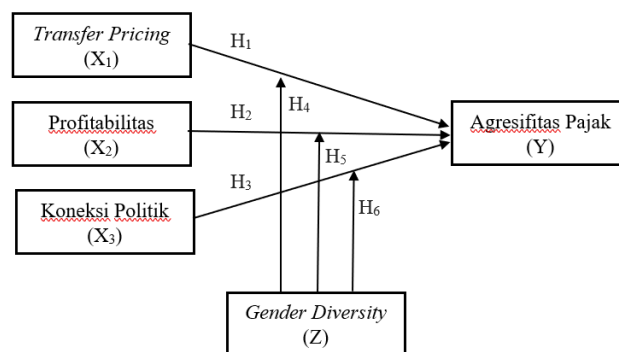 Transfer Pricing
(X₁)
H₁
H₄
Profitabilitas
(X₂)
H₂
Agresifitas Pajak
(Y)
H₅
Koneksi Politik
(X₃)
H₃
H₆
Gender Diversity
(Z)